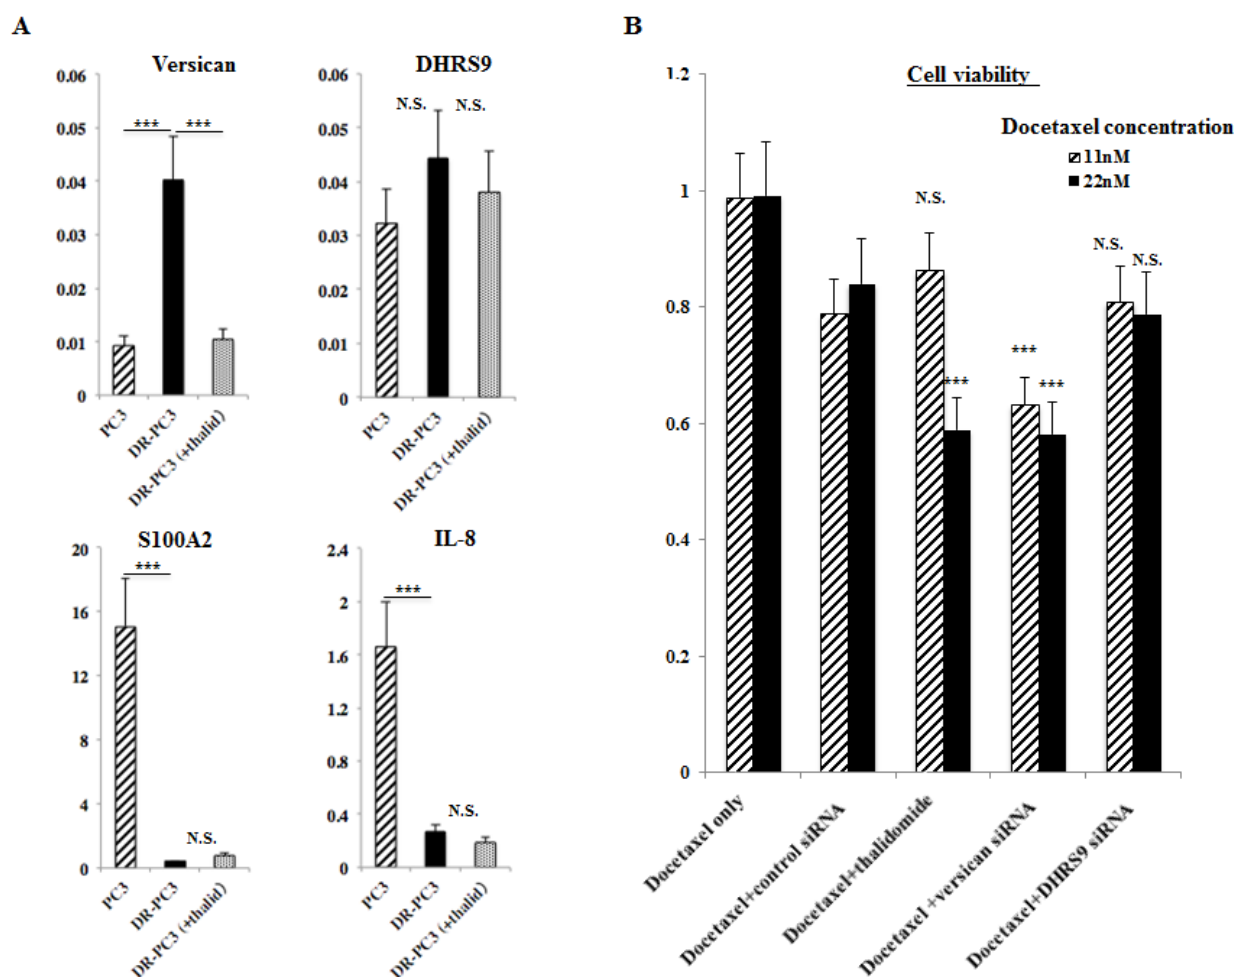 A
Versican
0.06
0.05
0.04
0.03
0.02
0.01
0
***
***
PC3
DR-PC3
DR-PC3 (+thalid)
DHRS9
0.06
0.05
0.04
0.03
0.02
0.01
0
N.S.
N.S.
PC3
DR-PC3
DR-PC3 (+thalid)
S100A2
20
16
12
8
4
0
***
N.S.
PC3
DR-PC3
DR-PC3 (+thalid)
IL-8
2.4
2
1.6
1.2
0.8
0.4
0
***
N.S.
PC3
DR-PC3
DR-PC3 (+thalid)
B
Cell viability
Docetaxel concentration
11nM
22nM
1.2
1
0.8
0.6
0.4
0.2
0
N.S.
***
***
***
N.S.
N.S.
Docetaxel only
Docetaxel+control siRNA
Docetaxel+thalidomide
Docetaxel +versican siRNA
Docetaxel+DHRS9 siRNA